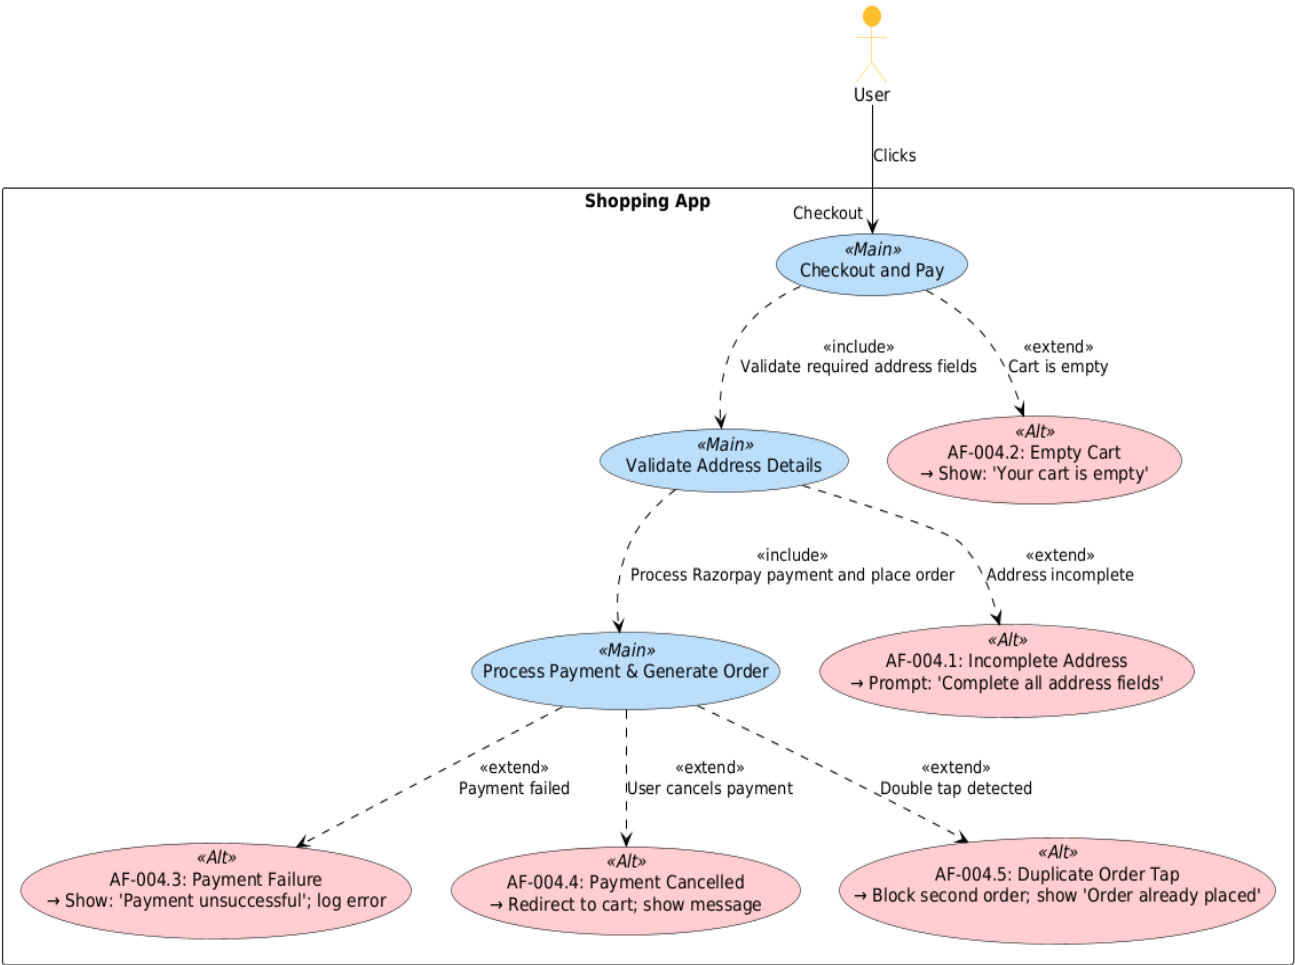 User
Clicks
Shopping App
Checkout
«Main»
Checkout and Pay
«include»
Validate required address fields
«extend»
Cart is empty
«Main»
Validate Address Details
«Alt»
AF-004.2: Empty Cart
→ Show: 'Your cart is empty'
«include»
Process Razorpay payment and place order
«extend»
Address incomplete
«Main»
Process Payment & Generate Order
«Alt»
AF-004.1: Incomplete Address
→ Prompt: 'Complete all address fields'
«extend»
Payment failed
«extend»
User cancels payment
«extend»
Double tap detected
«Alt»
AF-004.3: Payment Failure
→ Show: 'Payment unsuccessful'; log error
«Alt»
AF-004.4: Payment Cancelled
→ Redirect to cart; show message
«Alt»
AF-004.5: Duplicate Order Tap
→ Block second order; show 'Order already placed'